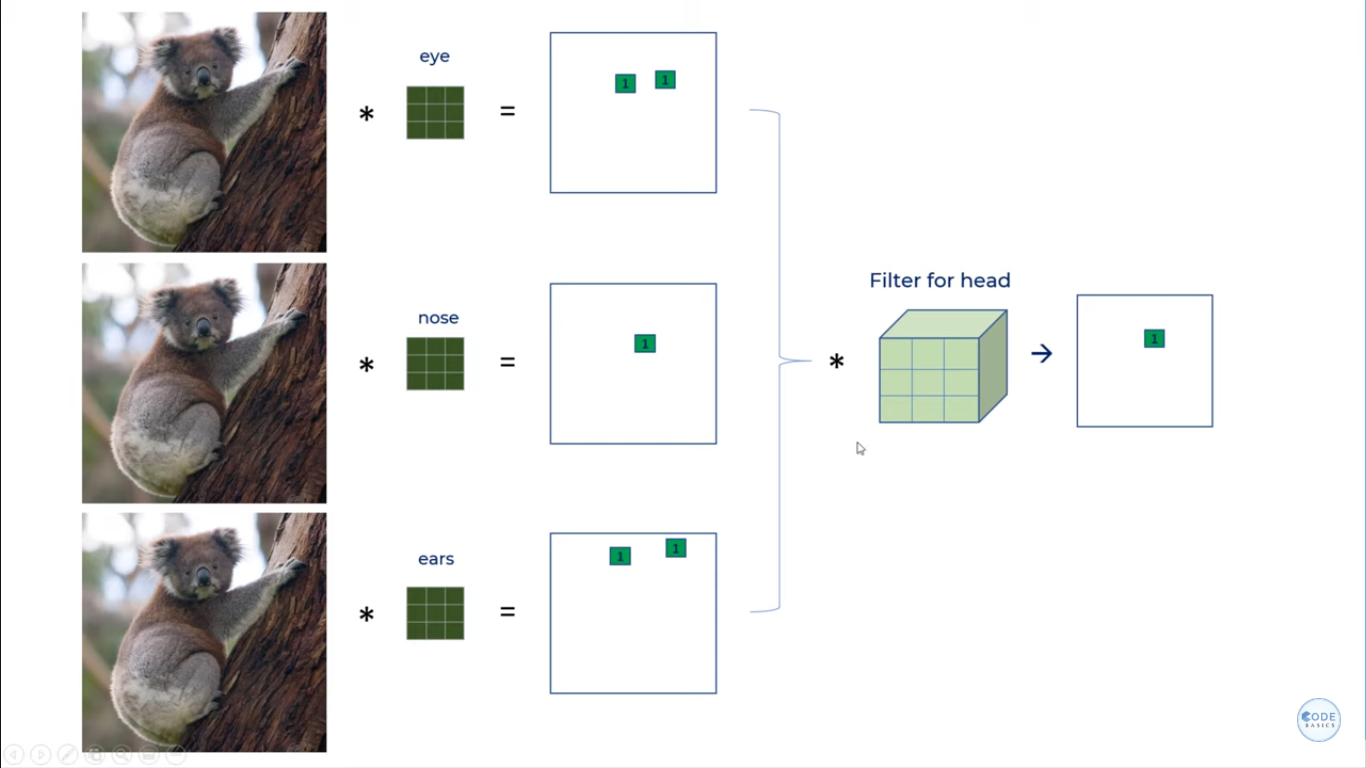 eye
* =
1 1
nose
* =
1
Filter for head
* →
1
ears
* =
1 1
CODE
BASICS